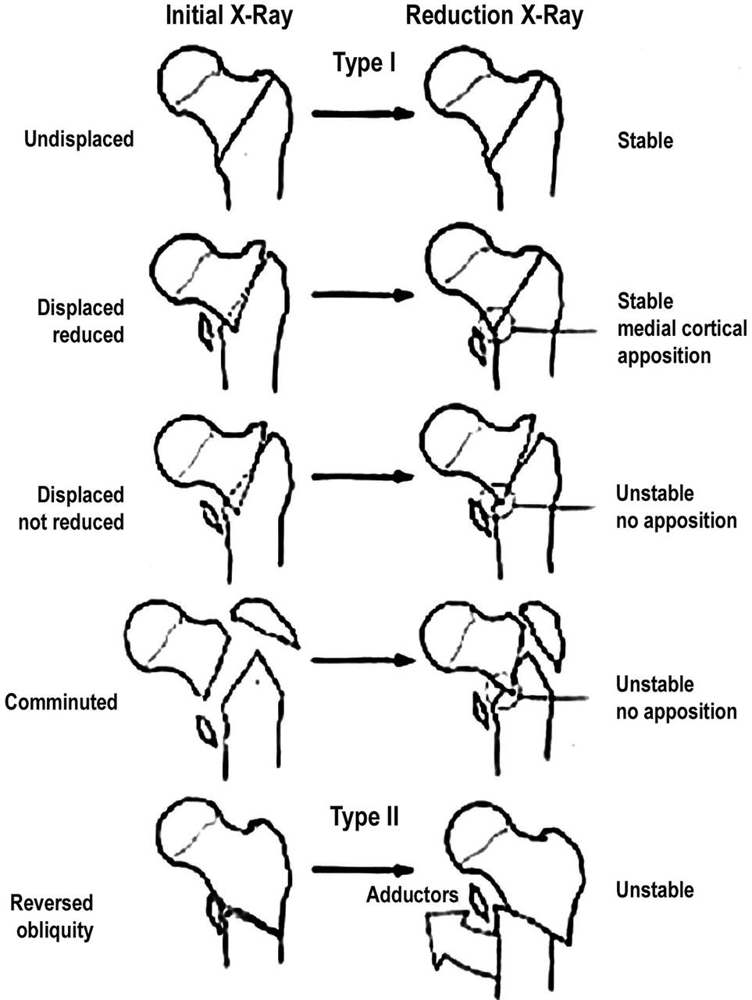 Initial X-Ray
Reduction X-Ray
Type I
Undisplaced
Stable
Displaced
reduced
Stable
medial cortical
apposition
Displaced
not reduced
Unstable
no apposition
Comminuted
Unstable
no apposition
Type II
Reversed
obliquity
Adductors
Unstable